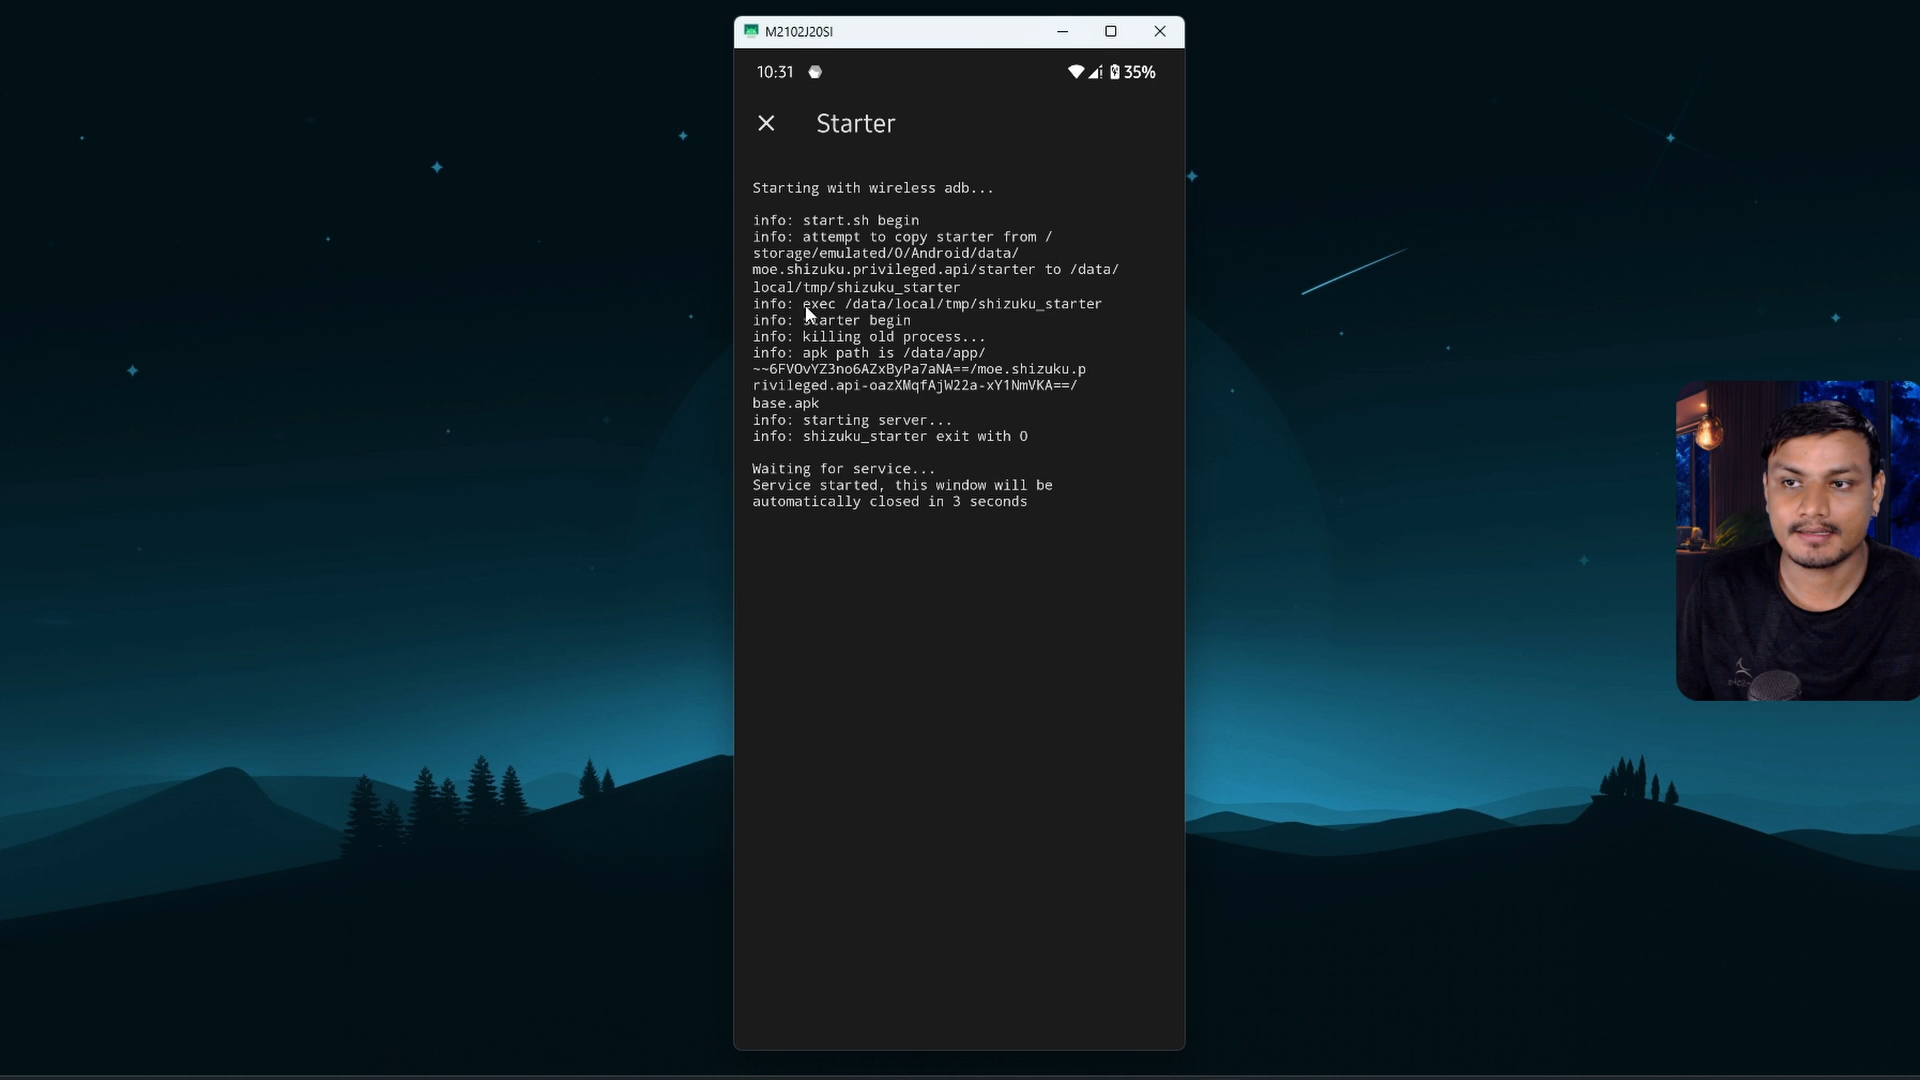 M2102J20SI
10:31
35%
Starter
Starting with wireless adb...
info: start.sh begin
info: attempt to copy starter from /
storage/emulated/0/Android/data/
moe.shizuku.privileged.api/starter to /data/
local/tmp/shizuku_starter
info: exec /data/local/tmp/shizuku_starter
info: starter begin
info: killing old process...
info: apk path is /data/app/
~~6FVOvYZ3no6AZxByPa7aNA==/moe.shizuku.p
rivileged.api-oazXMqfAjW22a-xY1NmVKA==/
base.apk
info: starting server...
info: shizuku_starter exit with 0
Waiting for service...
Service started, this window will be
automatically closed in 3 seconds